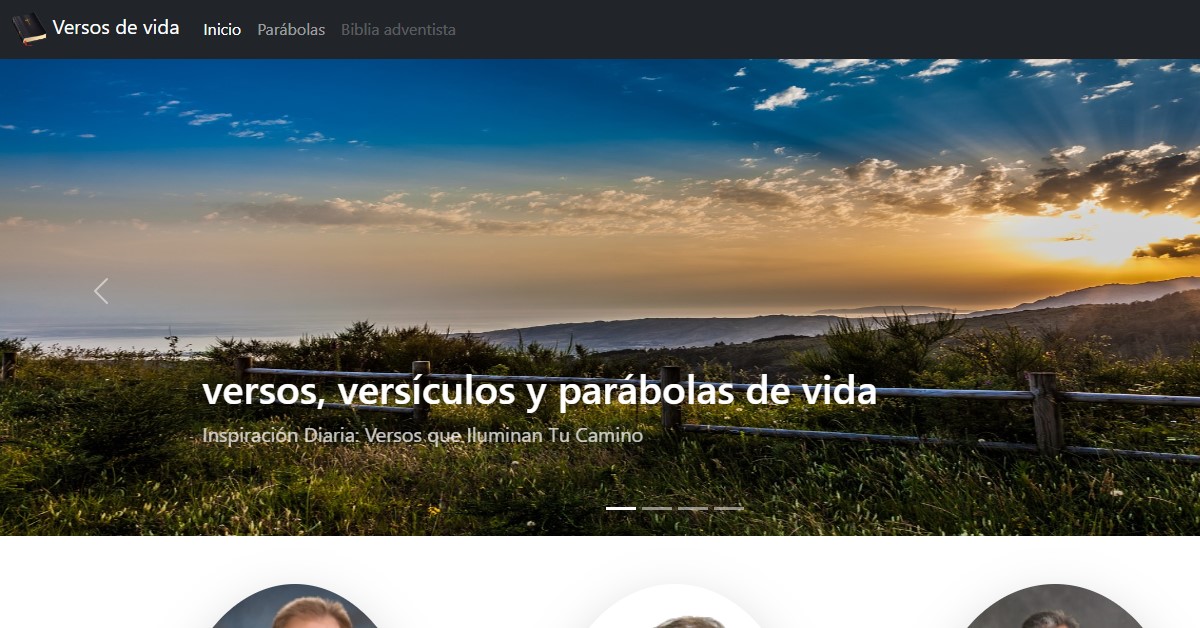 Versos de vida Inicio Parábolas Biblia adventista
versos, versículos y parábolas de vida
Inspiración Diaria: Versos que Iluminan Tu Camino